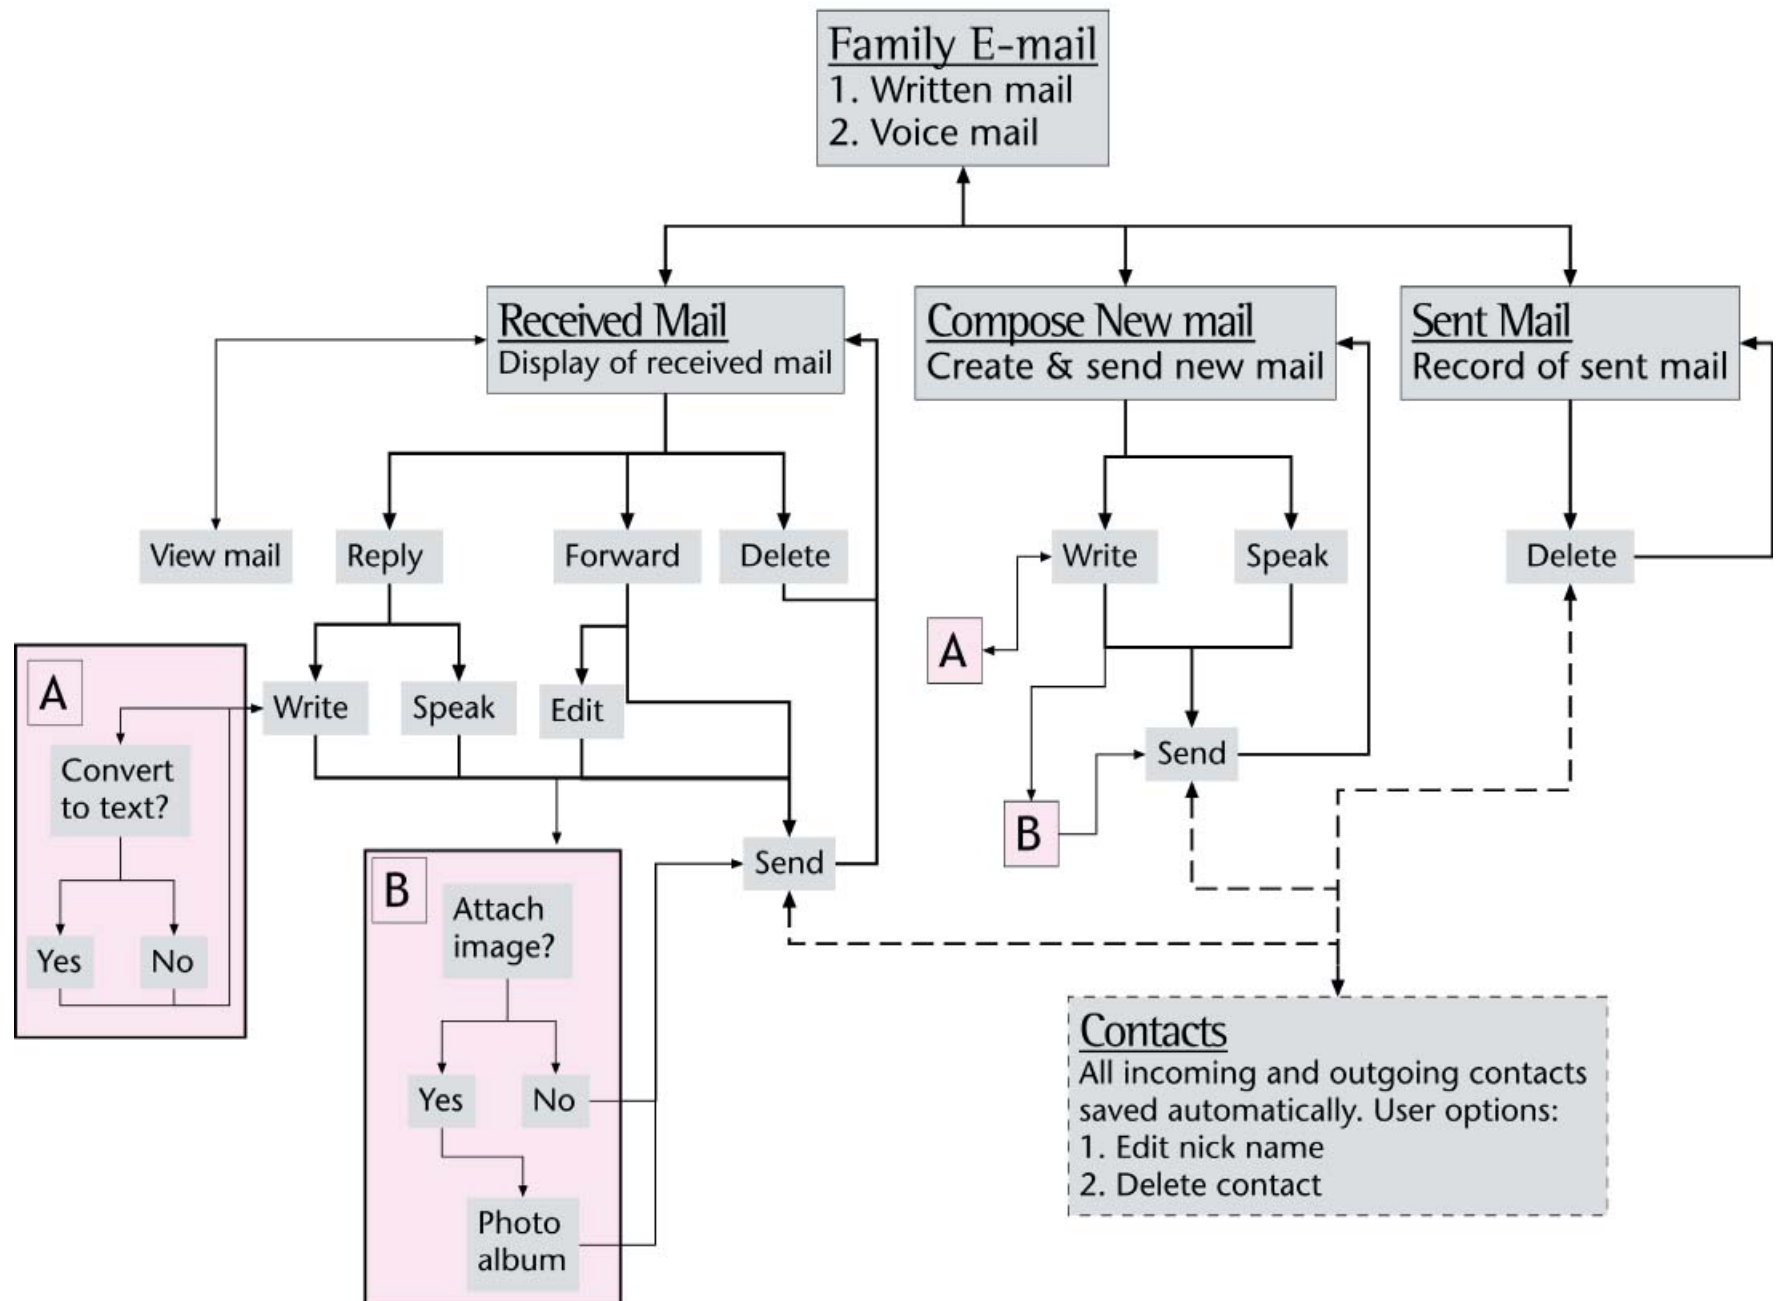 Family E-mail
1. Written mail
2. Voice mail
Received Mail
Display of received mail
Compose New mail
Create & send new mail
Sent Mail
Record of sent mail
View mail
Reply
Forward
Delete
Write
Speak
Delete
A
Write
Speak
Edit
A
Convert
to text?
Yes
No
Send
B
Send
B
Attach
image?
Yes
No
Photo
album
Contacts
All incoming and outgoing contacts
saved automatically. User options:
1. Edit nick name
2. Delete contact